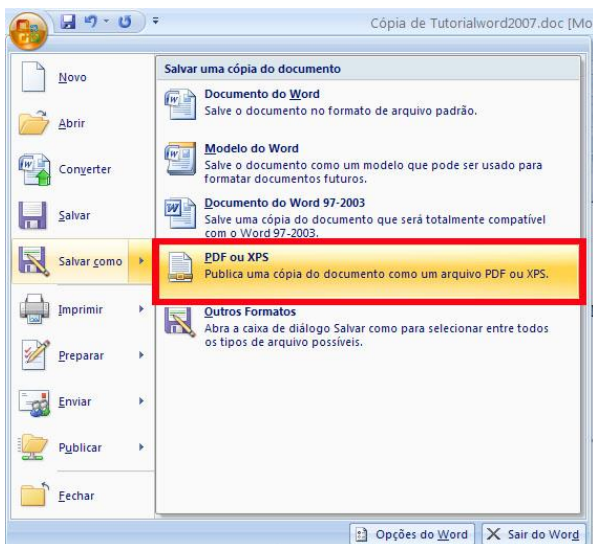 Cópia de Tutorialword2007.doc [Mo
Novo
Abrir
Converter
Salvar
Salvar como
Imprimir
Preparar
Enviar
Publicar
Fechar
Salvar uma cópia do documento
Documento do Word
Salve o documento no formato de arquivo padrão.
Modelo do Word
Salve o documento como um modelo que pode ser usado para
formatar documentos futuros.
Documento do Word 97-2003
Salve uma cópia do documento que será totalmente compatível
com o Word 97-2003.
PDF ou XPS
Publica uma cópia do documento como um arquivo PDF ou XPS.
Outros Formatos
Abra a caixa de diálogo Salvar como para selecionar entre todos
os tipos de arquivo possíveis.
Opções do Word
Sair do Word